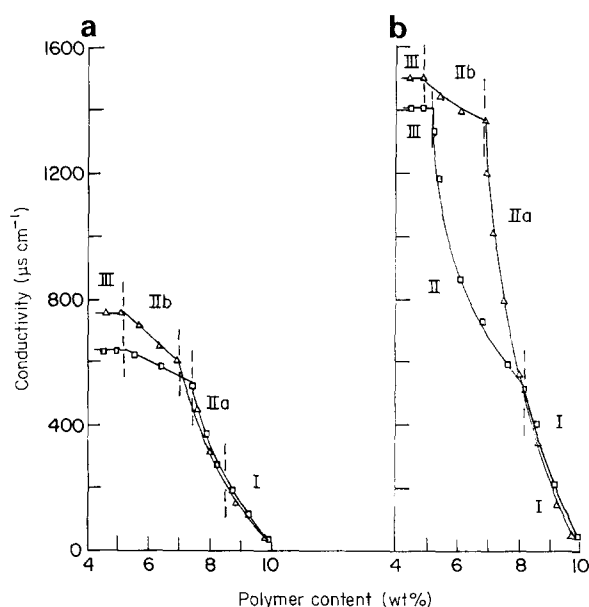 a
b
1600
1200
800
400
0
Conductivity (μs cm⁻¹)
III
IIb
IIa
I
4 6 8 10
III
IIb
III
IIa
II
I
I
4 6 8 10
Polymer content (wt%)